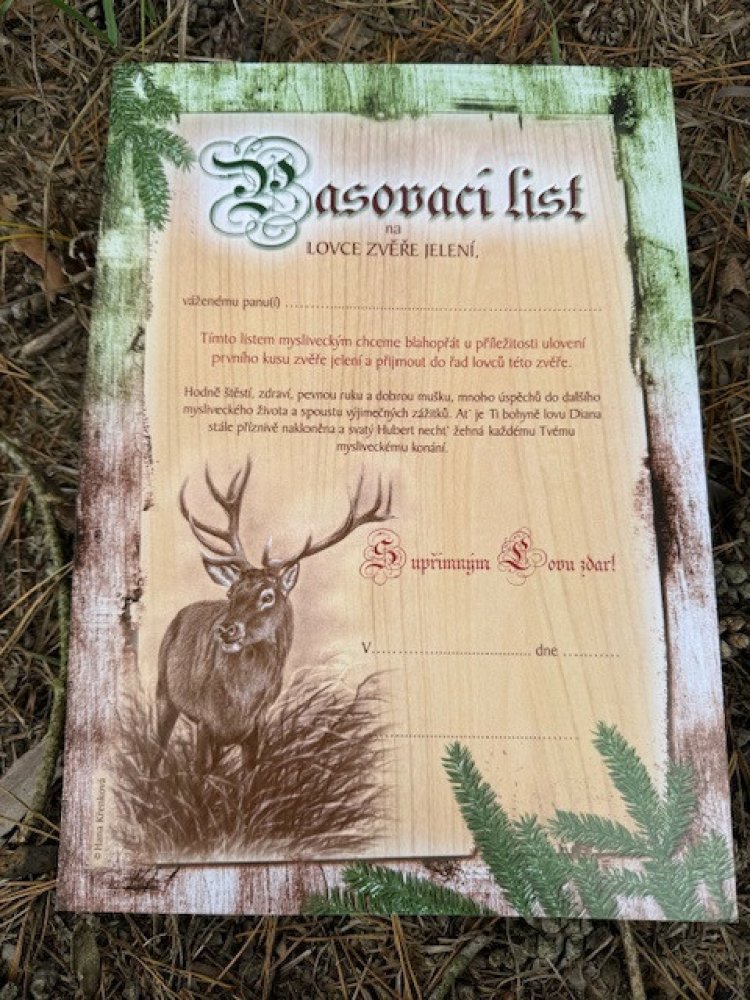 Pasovací list
na
LOVCE ZVĚŘE JELENÍ,
váženému panu(í) ........................................................................
Tímto listem mysliveckým chceme blahopřát u příležitosti ulovení
prvního kusu zvěře jelení a přijmout do řad lovců této zvěře.
Hodně štěstí, zdraví, pevnou ruku a dobrou mušku, mnoho úspěchů do dalšího
mysliveckého života a spoustu výjimečných zážitků. Ať je Ti bohyně lovu Diana
stále příznivě nakloněna a svatý Hubert nechť žehná každému Tvému
mysliveckému konání.
S upřímným Lovu zdar!
V........................................ dne ...............
© Hana Křenková